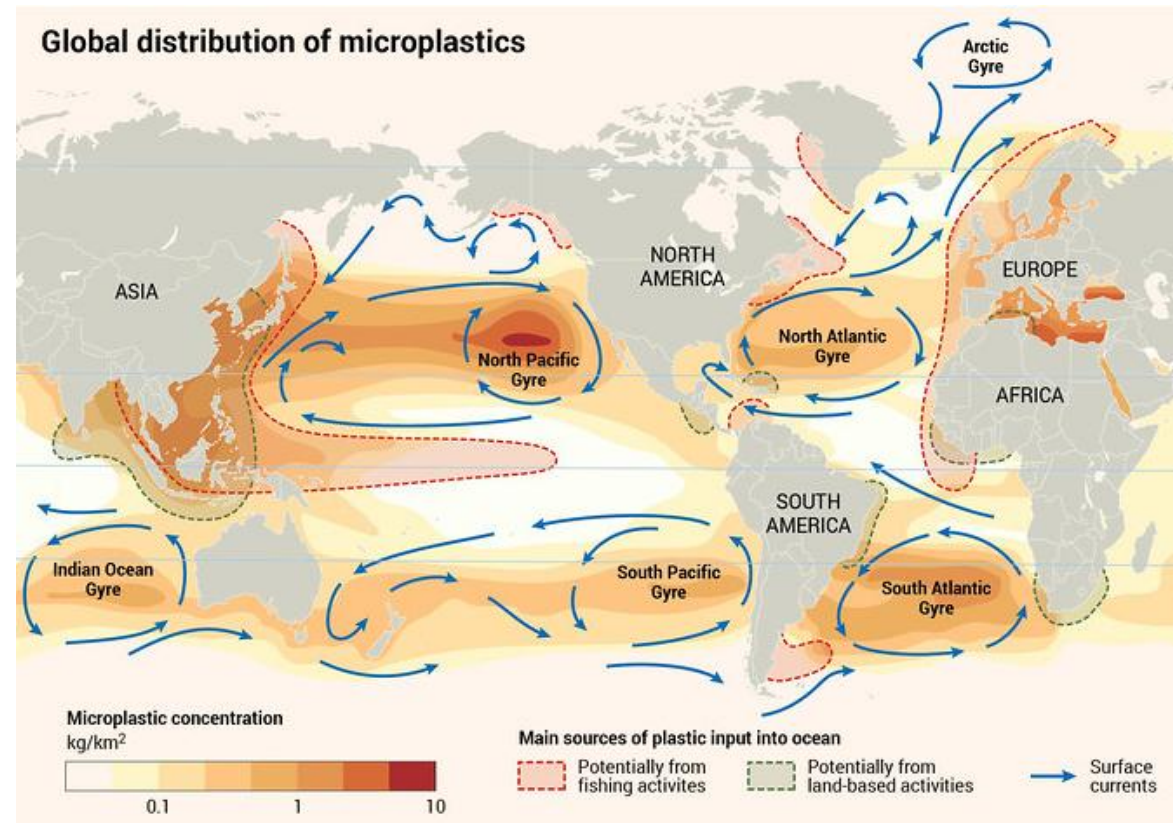 Global distribution of microplastics
Arctic
Gyre
ASIA
NORTH
AMERICA
EUROPE
North Pacific
Gyre
North Atlantic
Gyre
AFRICA
SOUTH
AMERICA
Indian Ocean
Gyre
South Pacific
Gyre
South Atlantic
Gyre
Microplastic concentration
kg/km²
0.1
1
10
Main sources of plastic input into ocean
Potentially from
fishing activites
Potentially from
land-based activities
Surface
currents